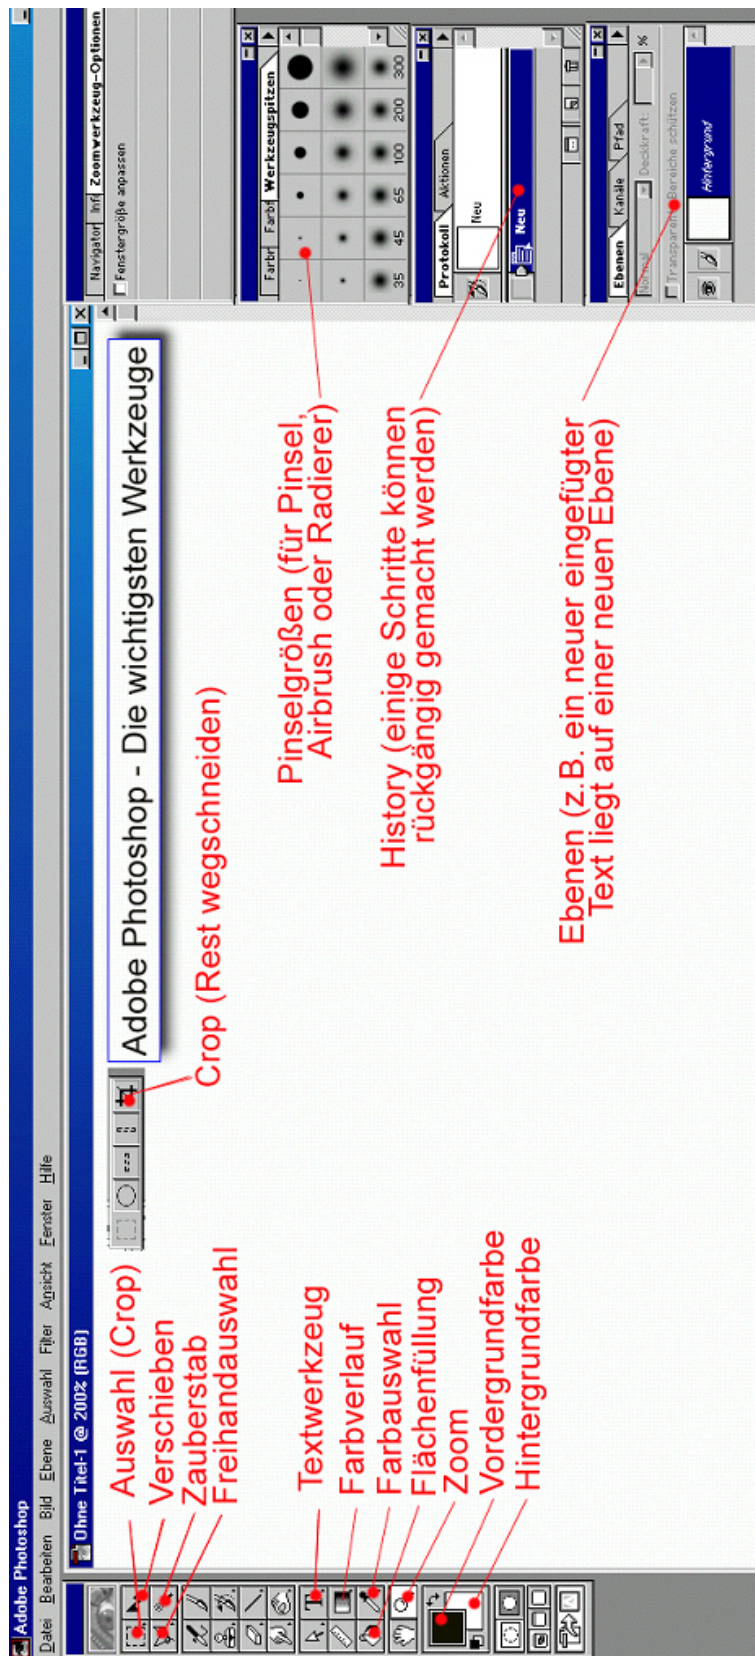 Adobe Photoshop
Datei Bearbeiten Bild Ebene Auswahl Filter Ansicht Fenster Hilfe
Ohne Titel-1 @ 200% (RGB)
Adobe Photoshop - Die wichtigsten Werkzeuge
Auswahl (Crop)
Verschieben
Zauberstab
Freihandauswahl
Crop (Rest wegschneiden)
Textwerkzeug
Farbverlauf
Farbauswahl
Flächenfüllung
Zoom
Vordergrundfarbe
Hintergrundfarbe
Pinselgrößen (für Pinsel,
Airbrush oder Radierer)
History (einige Schritte können
rückgängig gemacht werden)
Ebenen (z.B. ein neuer eingefügter
Text liegt auf einer neuen Ebene)
Navigator Inf Zoomwerkzeug-Optionen
Fenstergröße anpassen
Farbr Farbf Werkzeugspitzen
35 45 65 100 200 300
Protokoll Aktionen
Neu
Neu
Ebenen Kanäle Pfad
Normal Deckkraft: %
Transparente Bereiche schützen
Hintergrund